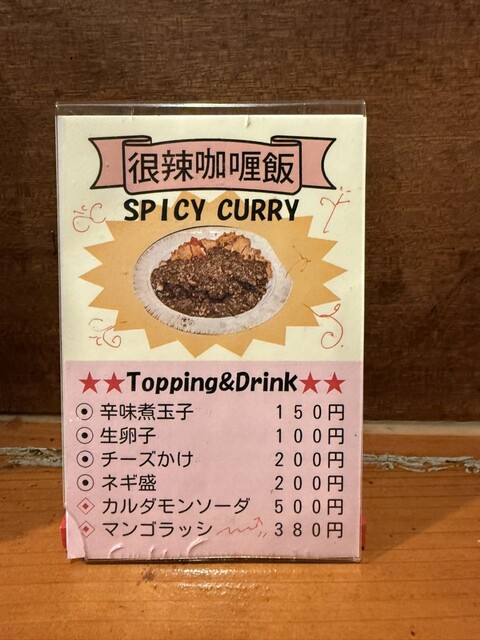 很辣咖喱飯
SPICY CURRY
★★Topping&Drink★★
◉ 辛味煮玉子 150円
◉ 生卵子 100円
◉ チーズかけ 200円
◉ ネギ盛 200円
◈ カルダモンソーダ 500円
◈ マンゴラッシ 380円